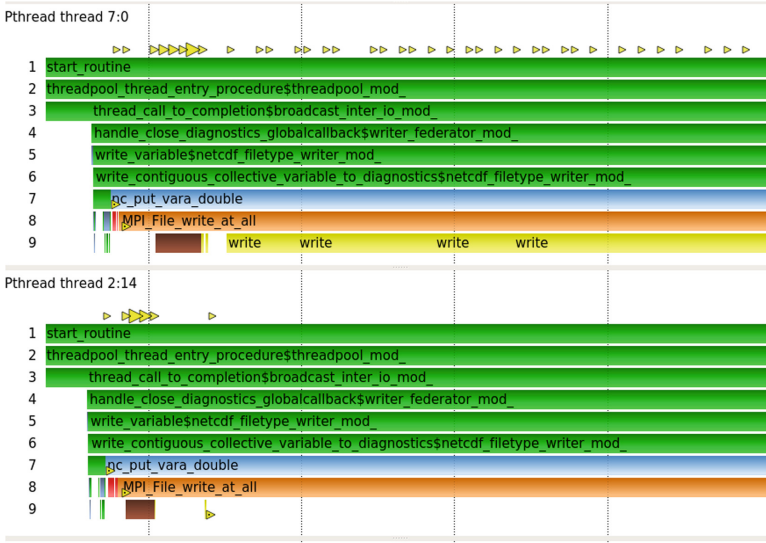 Pthread thread 7:0
1 start_routine
2 threadpool_thread_entry_procedure$threadpool_mod_
3 thread_call_to_completion$broadcast_inter_io_mod_
4 handle_close_diagnostics_globalcallback$writer_federator_mod_
5 write_variable$netcdf_filetype_writer_mod_
6 write_contiguous_collective_variable_to_diagnostics$netcdf_filetype_writer_mod_
7 nc_put_vara_double
8 MPI_File_write_at_all
9 write write write write
Pthread thread 2:14
1 start_routine
2 threadpool_thread_entry_procedure$threadpool_mod_
3 thread_call_to_completion$broadcast_inter_io_mod_
4 handle_close_diagnostics_globalcallback$writer_federator_mod_
5 write_variable$netcdf_filetype_writer_mod_
6 write_contiguous_collective_variable_to_diagnostics$netcdf_filetype_writer_mod_
7 nc_put_vara_double
8 MPI_File_write_at_all
9